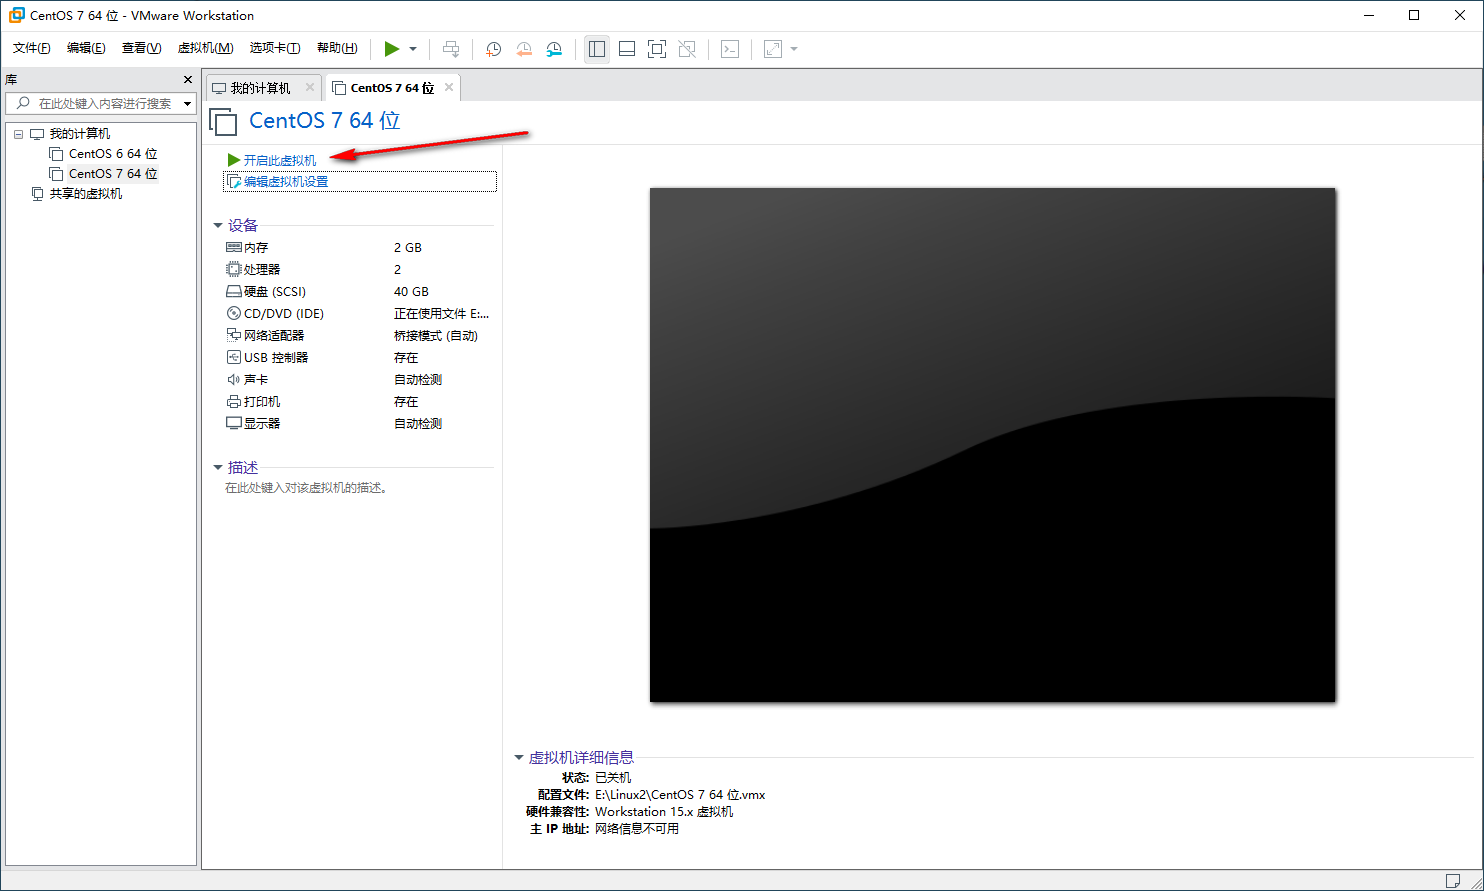 CentOS 7 64 位 - VMware Workstation
文件(F) 编辑(E) 查看(V) 虚拟机(M) 选项卡(T) 帮助(H)
库
在此处键入内容进行搜索
我的计算机
CentOS 6 64 位
CentOS 7 64 位
共享的虚拟机
我的计算机
CentOS 7 64 位
CentOS 7 64 位
开启此虚拟机
编辑虚拟机设置
设备
内存 2 GB
处理器 2
硬盘 (SCSI) 40 GB
CD/DVD (IDE) 正在使用文件 E:...
网络适配器 桥接模式 (自动)
USB 控制器 存在
声卡 自动检测
打印机 存在
显示器 自动检测
描述
在此处键入对该虚拟机的描述。
虚拟机详细信息
状态: 已关机
配置文件: E:\Linux2\CentOS 7 64 位.vmx
硬件兼容性: Workstation 15.x 虚拟机
主 IP 地址: 网络信息不可用